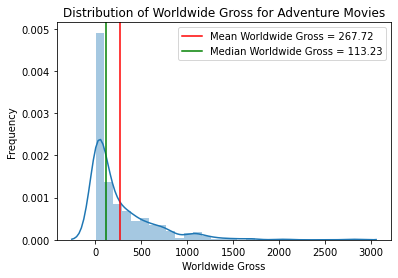 Distribution of Worldwide Gross for Adventure Movies
Mean Worldwide Gross = 267.72
Median Worldwide Gross = 113.23
Frequency
0.005
0.004
0.003
0.002
0.001
0.000
0 500 1000 1500 2000 2500 3000
Worldwide Gross